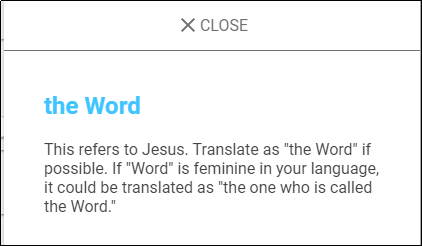 CLOSE
the Word
This refers to Jesus. Translate as "the Word" if
possible. If "Word" is feminine in your language,
it could be translated as "the one who is called
the Word."